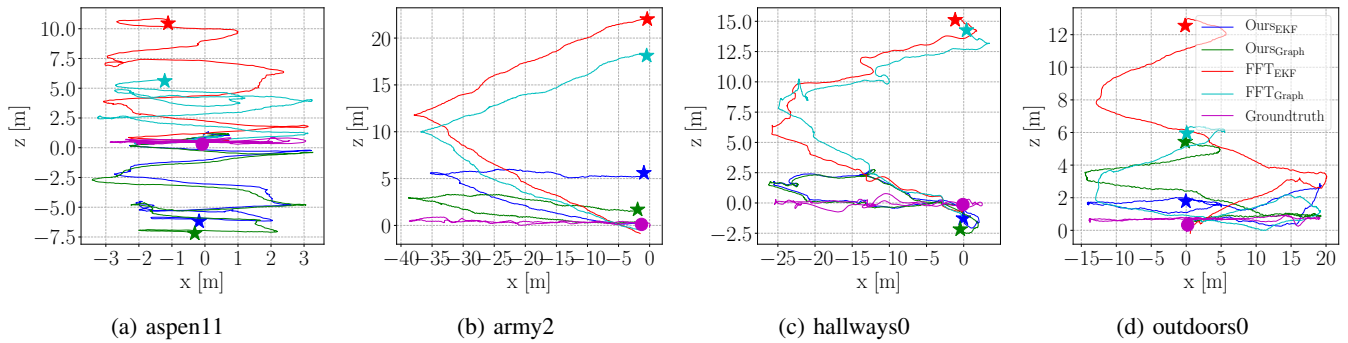 10.0
7.5
5.0
2.5
0.0
−2.5
−5.0
−7.5
z [m]
−3 −2 −1 0 1 2 3
x [m]
(a) aspen11
20
15
10
5
0
z [m]
−40 −35 −30 −25 −20 −15 −10 −5 0
x [m]
(b) army2
15.0
12.5
10.0
7.5
5.0
2.5
0.0
−2.5
z [m]
−25 −20 −15 −10 −5 0 5
x [m]
(c) hallways0
12
10
8
6
4
2
0
z [m]
−15 −10 −5 0 5 10 15 20
x [m]
OursEKF
OursGraph
FFTEKF
FFTGraph
Groundtruth
(d) outdoors0